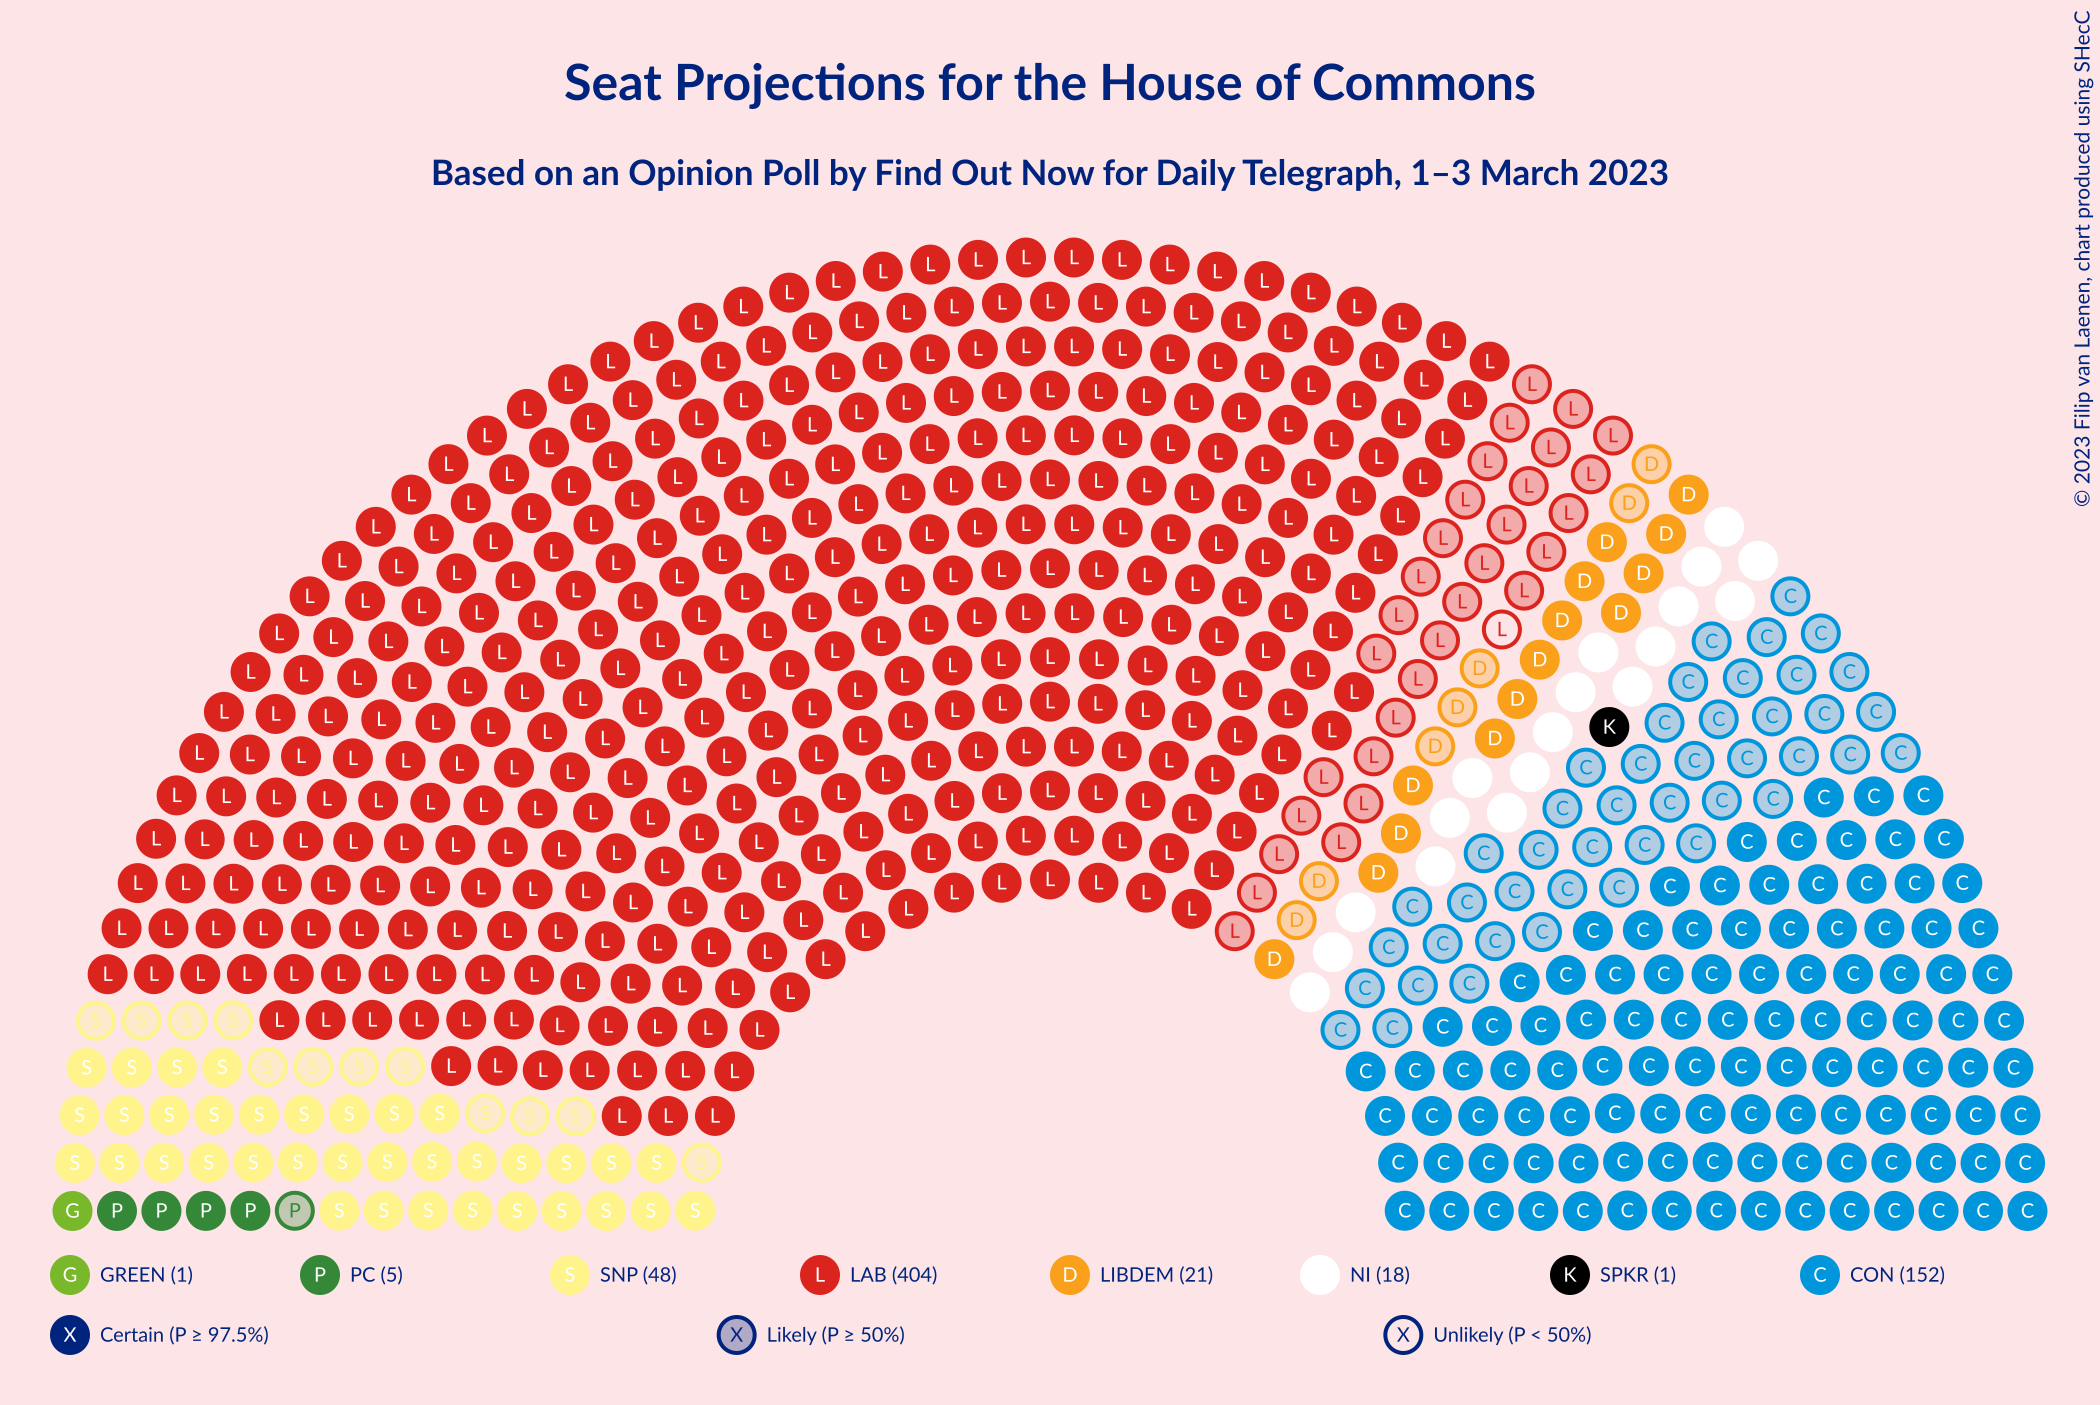 Seat Projections for the House of Commons
Based on an Opinion Poll by Find Out Now for Daily Telegraph, 1–3 March 2023
© 2023 Filip van Laenen, chart produced using SHecC
G GREEN (1)
P PC (5)
S SNP (48)
L LAB (404)
D LIBDEM (21)
NI (18)
K SPKR (1)
C CON (152)
X Certain (P ≥ 97.5%)
X Likely (P ≥ 50%)
X Unlikely (P < 50%)